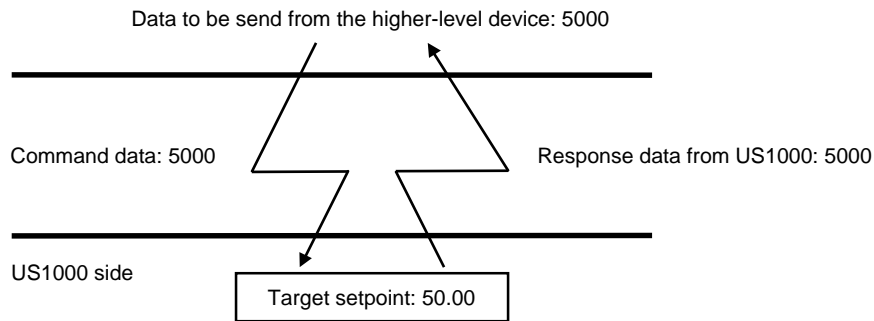 Data to be send from the higher-level device: 5000
Command data: 5000
Response data from US1000: 5000
US1000 side
Target setpoint: 50.00